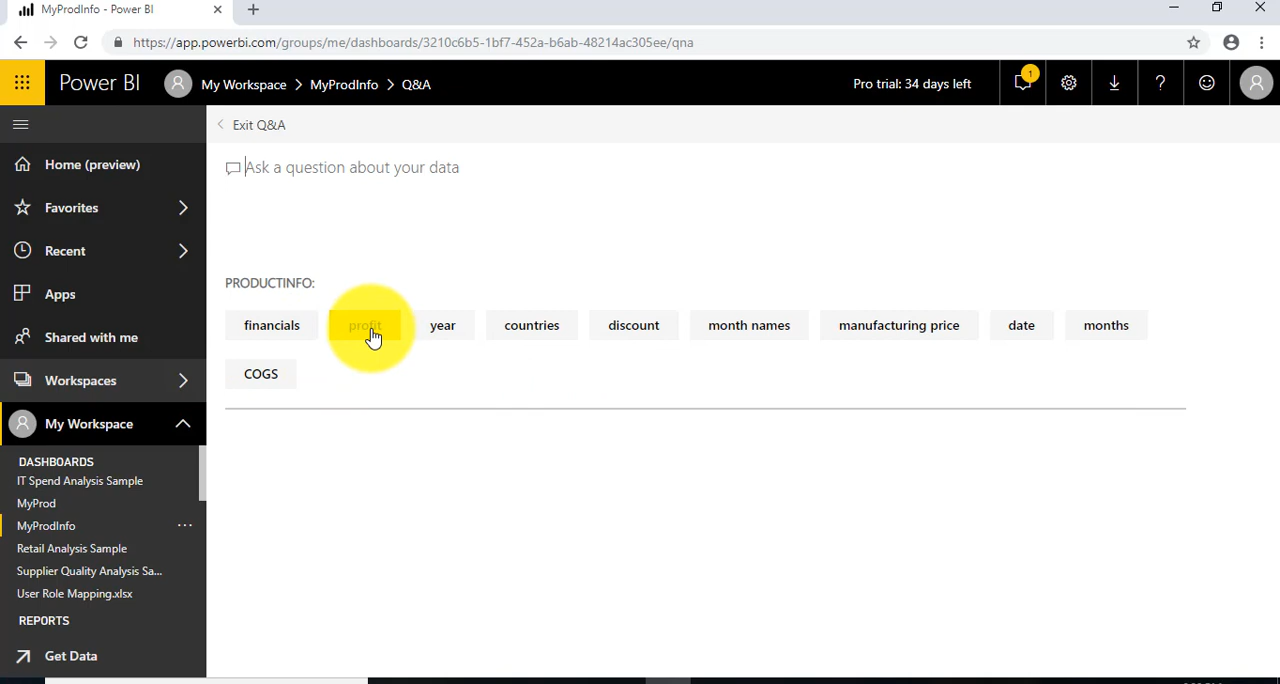 MyProdInfo - Power BI
https://app.powerbi.com/groups/me/dashboards/3210c6b5-1bf7-452a-b6ab-48214ac305ee/qna
Power BI My Workspace > MyProdInfo > Q&A Pro trial: 34 days left 1 ?
Exit Q&A
Ask a question about your data
Home (preview)
Favorites
Recent
Apps
Shared with me
Workspaces
My Workspace
DASHBOARDS
IT Spend Analysis Sample
MyProd
MyProdInfo ...
Retail Analysis Sample
Supplier Quality Analysis Sa...
User Role Mapping.xlsx
REPORTS
Get Data
PRODUCTINFO:
financials profit year countries discount month names manufacturing price date months
COGS